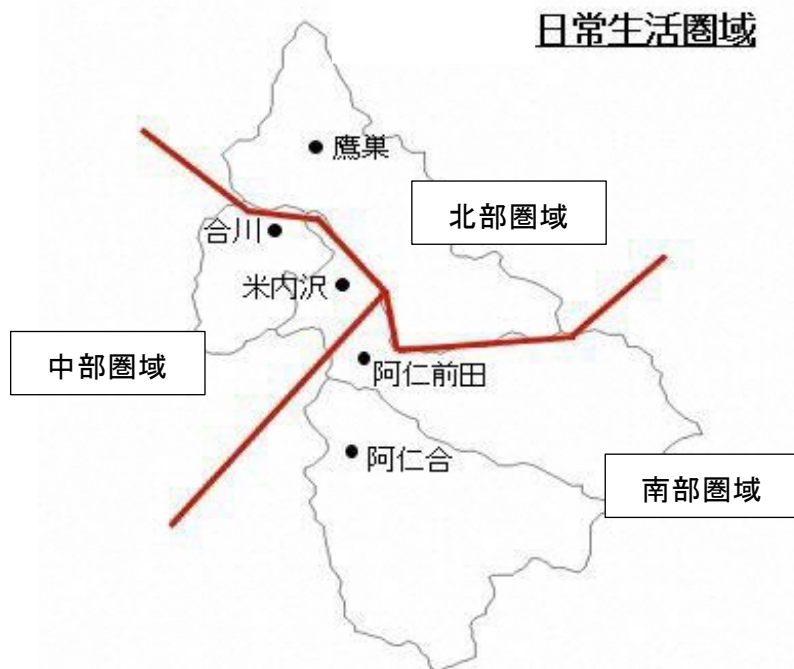 日常生活圏域
鷹巣
北部圏域
合川
米内沢
中部圏域
阿仁前田
阿仁合
南部圏域